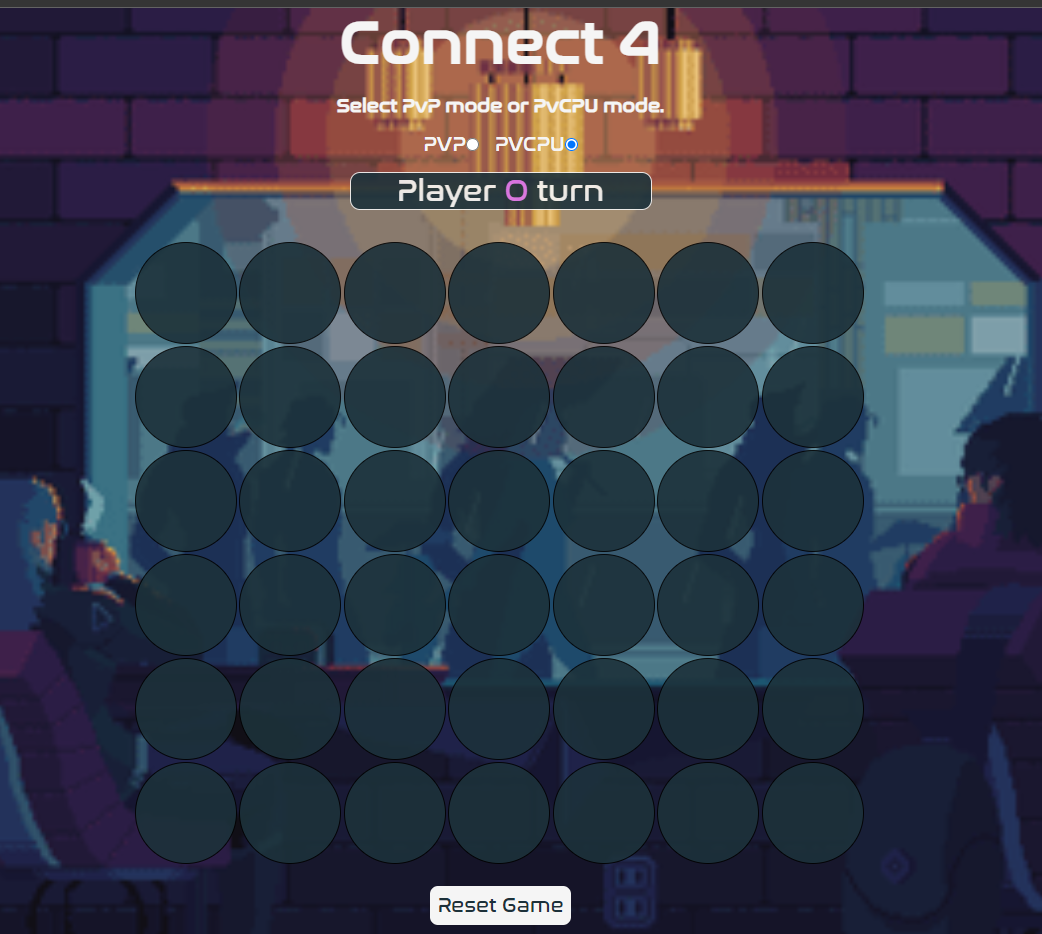 Connect 4
Select PvP mode or PvCPU mode.
PVP PVCPU
Player O turn
Reset Game